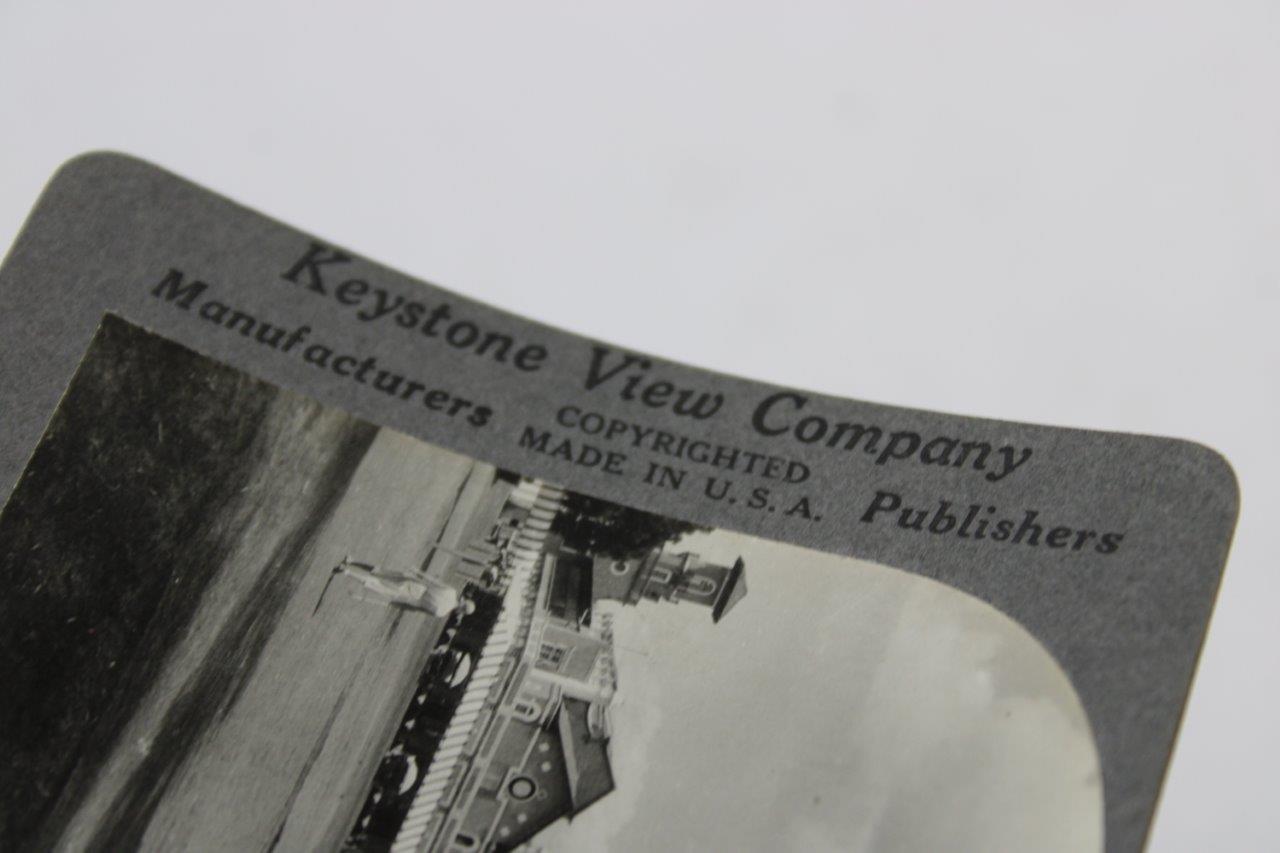 Keystone View Company
Manufacturers COPYRIGHTED Publishers
MADE IN U. S. A.